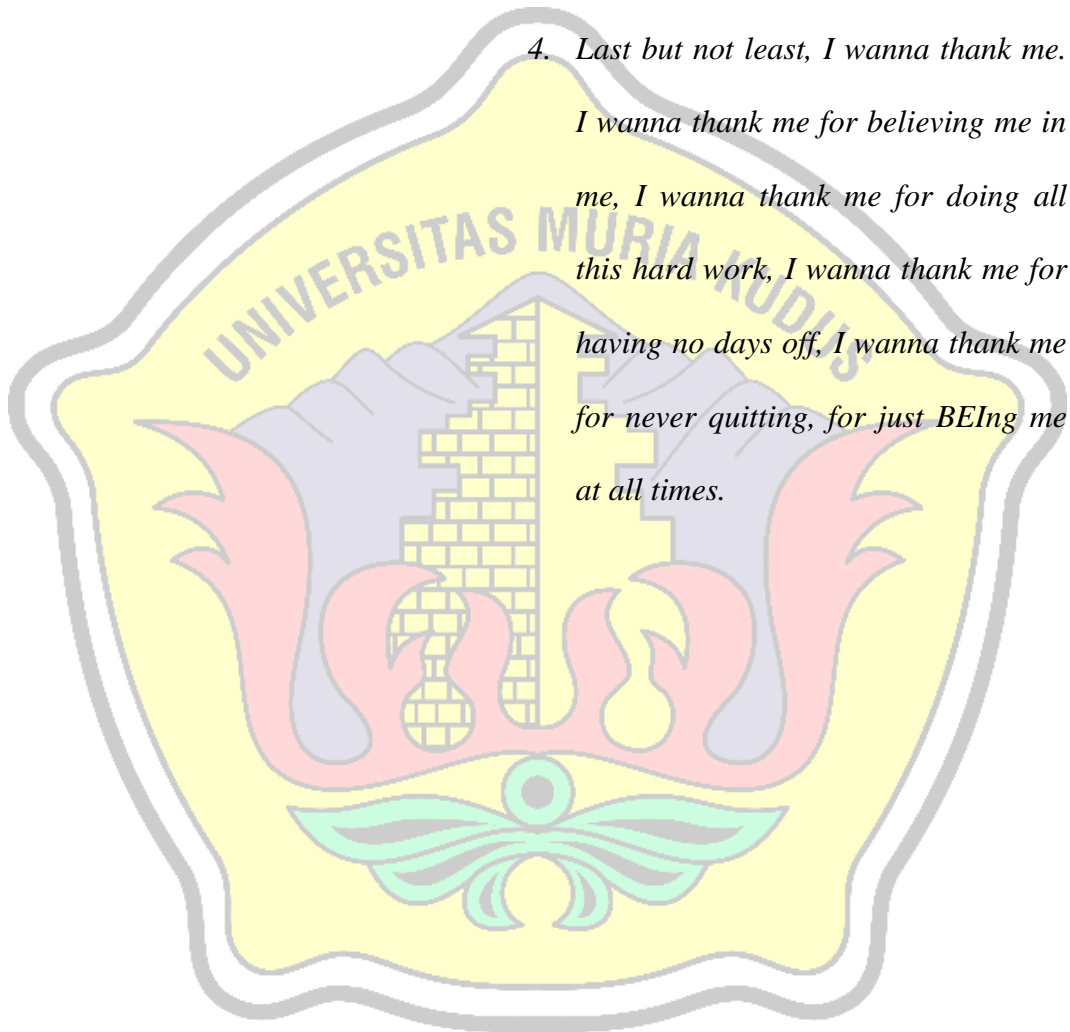 4. Last but not least, I wanna thank me.
I wanna thank me for believing me in
me, I wanna thank me for doing all
this hard work, I wanna thank me for
having no days off, I wanna thank me
for never quitting, for just BEIng me
at all times.
UNIVERSITAS MURIA KUDUS